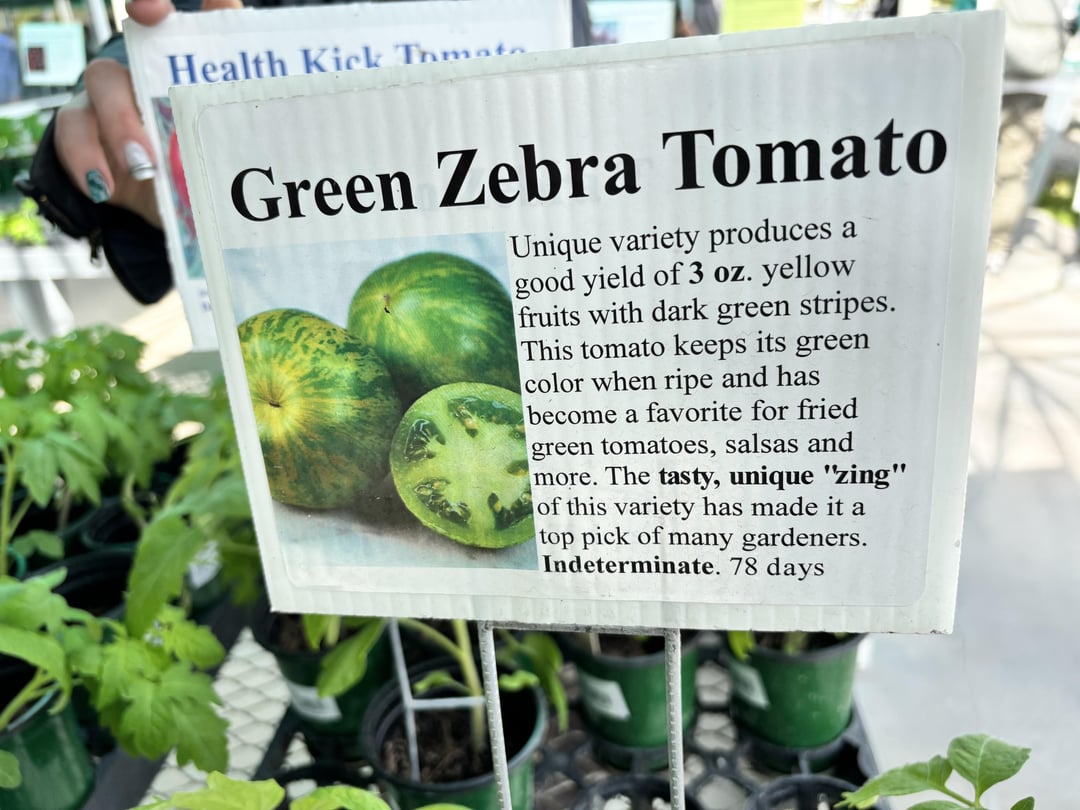 Health Kick Tomato
Green Zebra Tomato
Unique variety produces a
good yield of 3 oz. yellow
fruits with dark green stripes.
This tomato keeps its green
color when ripe and has
become a favorite for fried
green tomatoes, salsas and
more. The tasty, unique "zing"
of this variety has made it a
top pick of many gardeners.
Indeterminate. 78 days